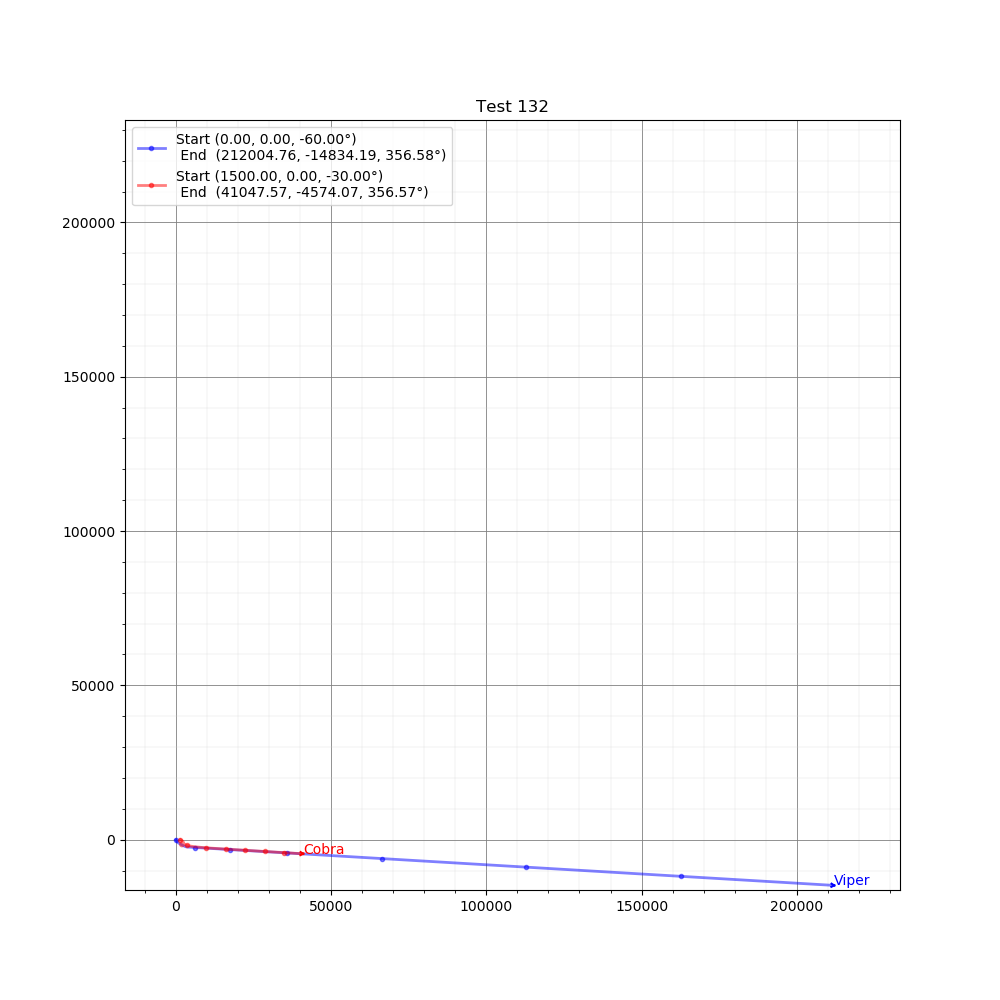 Test 132
Start (0.00, 0.00, -60.00°)
End (212004.76, -14834.19, 356.58°)
Start (1500.00, 0.00, -30.00°)
End (41047.57, -4574.07, 356.57°)
200000
150000
100000
50000
0
Cobra
Viper
0 50000 100000 150000 200000